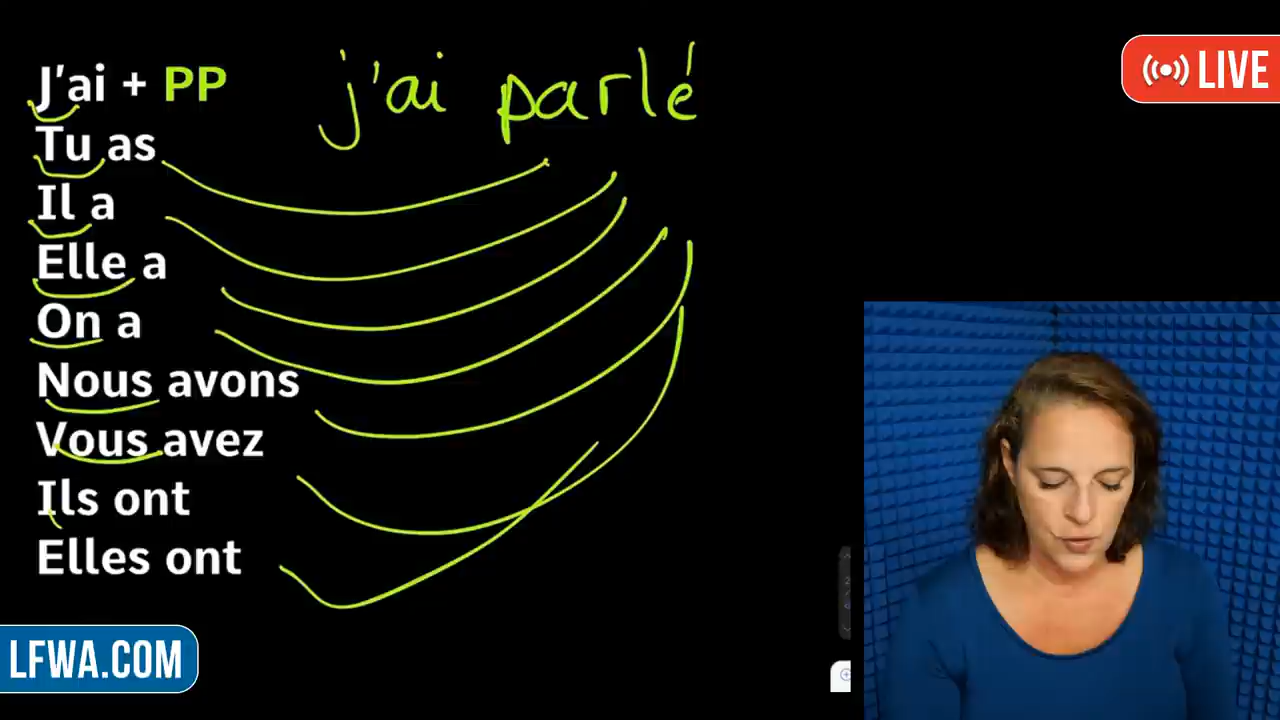 J'ai + PP j'ai parlé
LIVE
Tu as
Il a
Elle a
On a
Nous avons
Vous avez
Ils ont
Elles ont
LFWA.COM